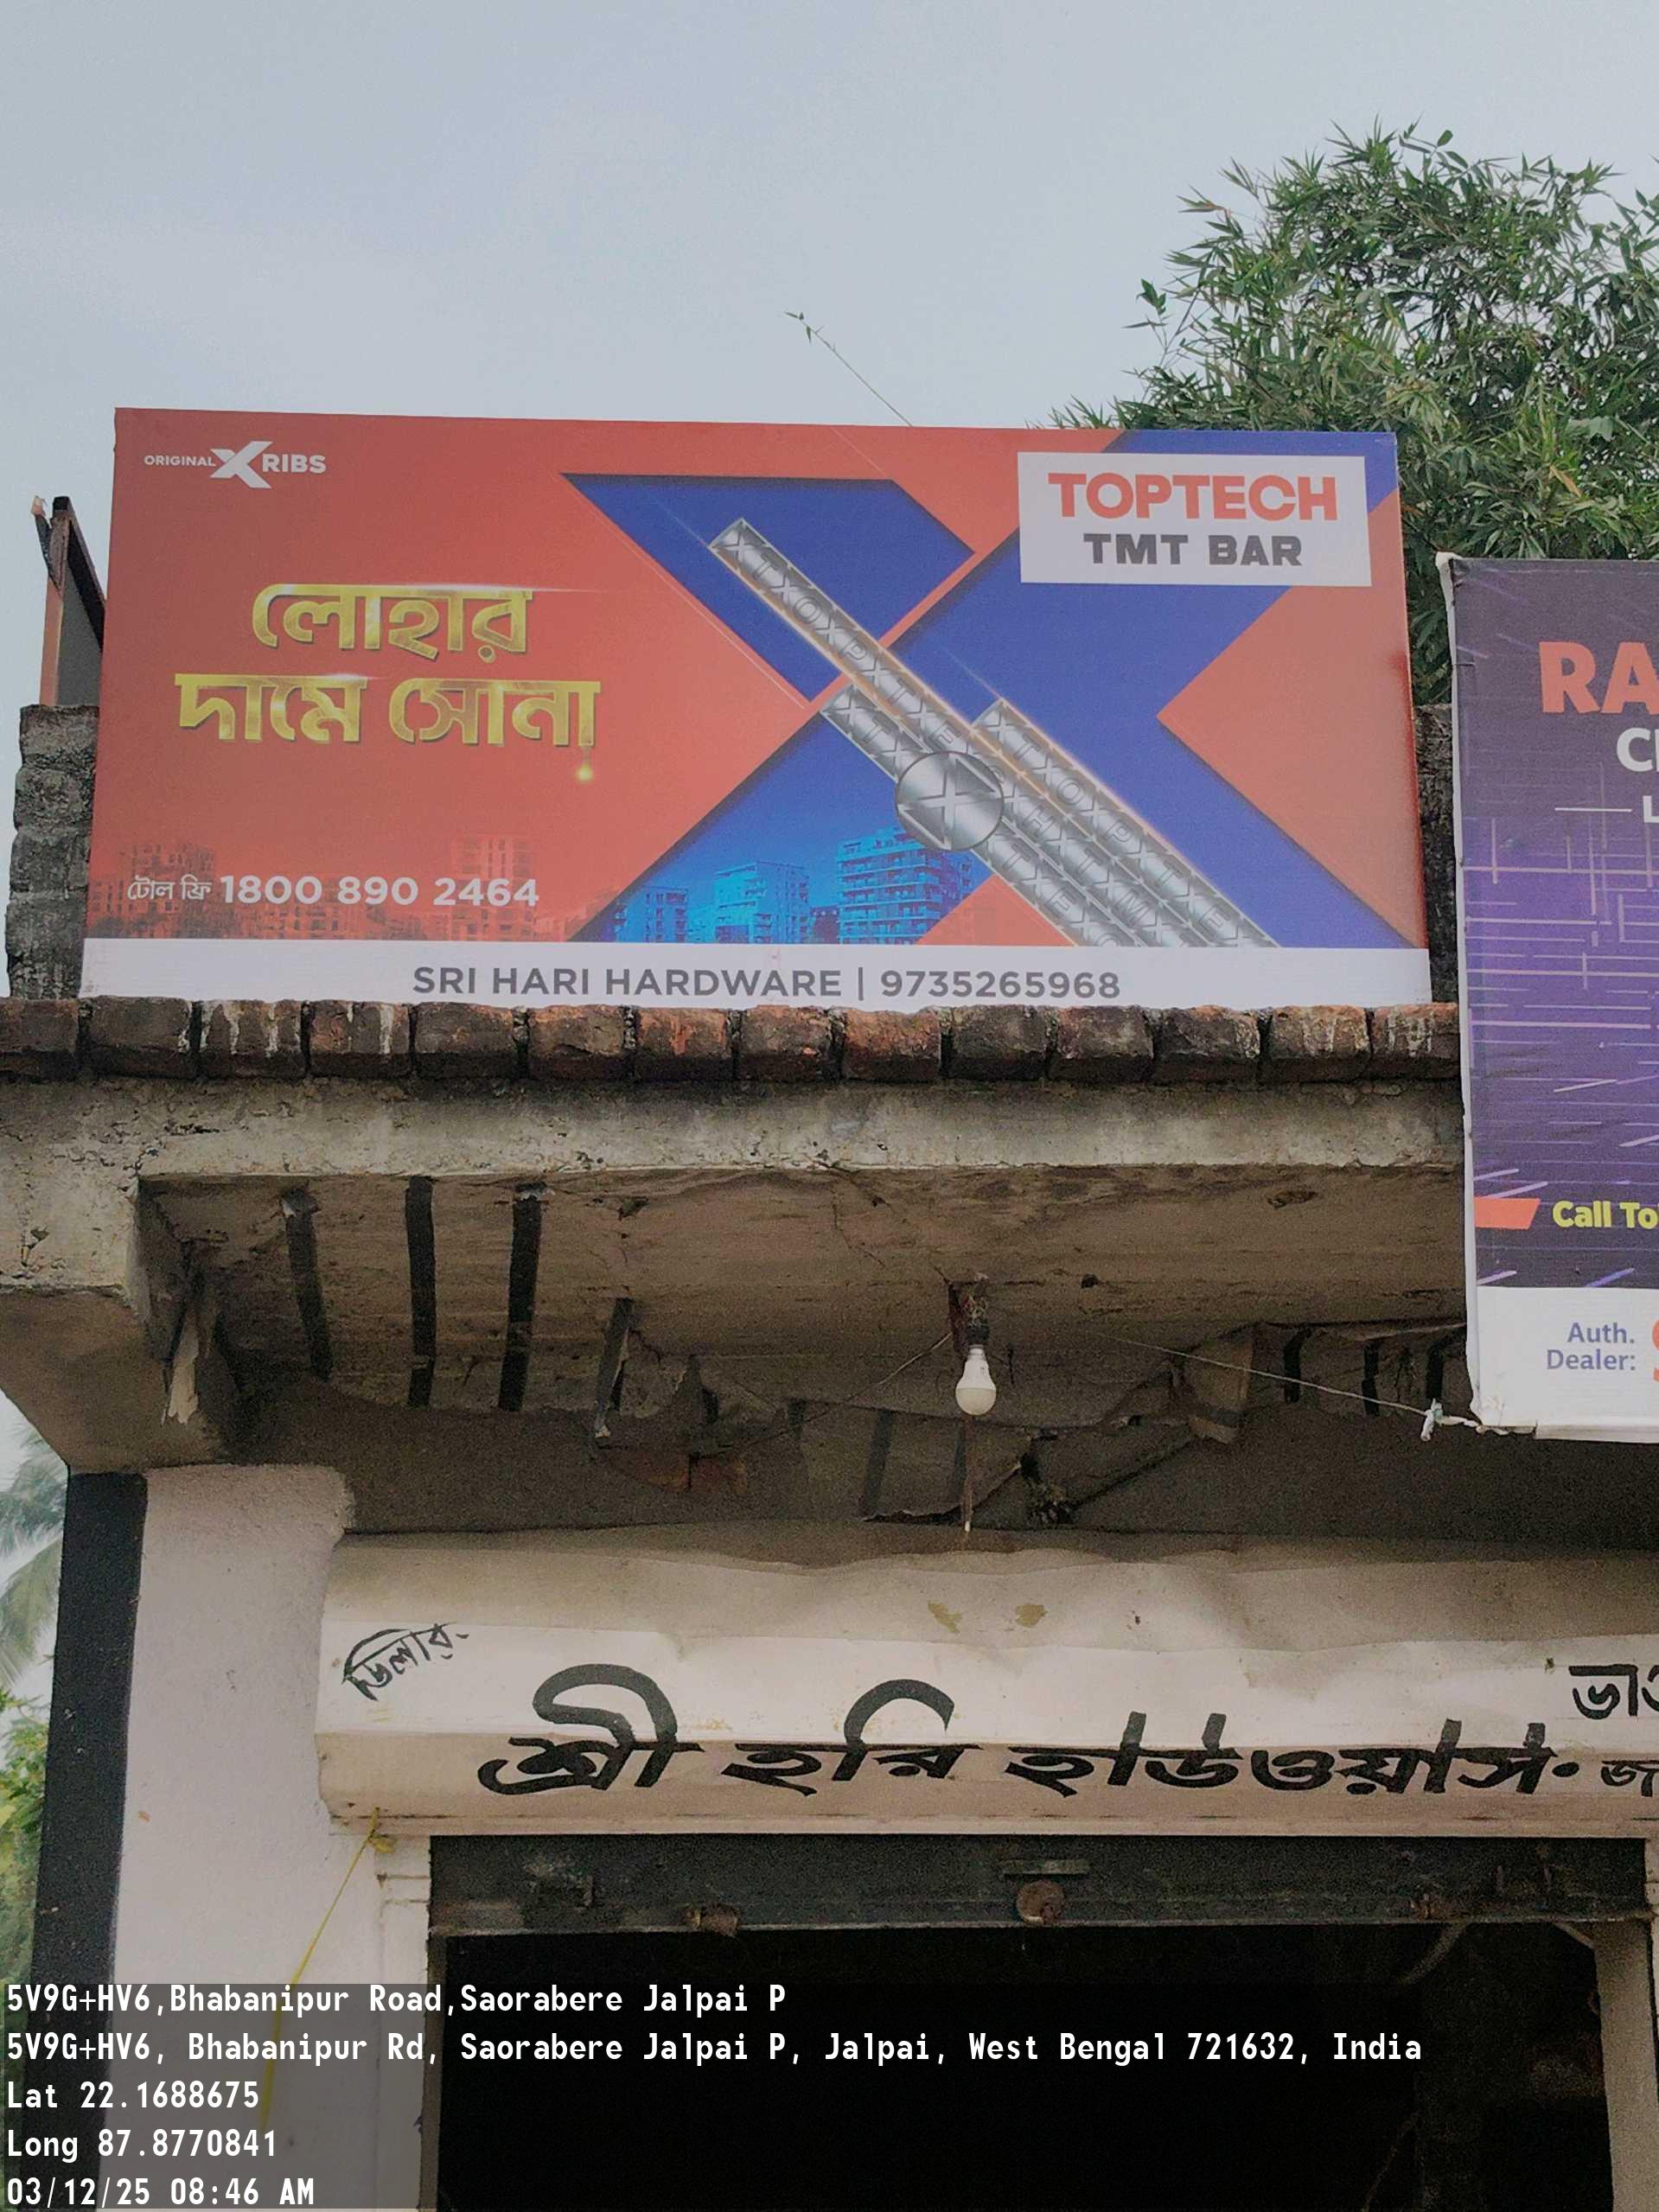 ORIGINAL X RIBS
TOPTECH
TMT BAR
লোহার
দামে সোনা
টোল ফ্রি 1800 890 2464
SRI HARI HARDWARE | 9735265968
RA
L
Call To
Auth.
Dealer:
ডিলার-
শ্রী হরি হার্ডওয়ার্স•
5V9G+HV6,Bhabanipur Road,Saorabere Jalpai P
5V9G+HV6, Bhabanipur Rd, Saorabere Jalpai P, Jalpai, West Bengal 721632, India
Lat 22.1688675
Long 87.8770841
03/12/25 08:46 AM